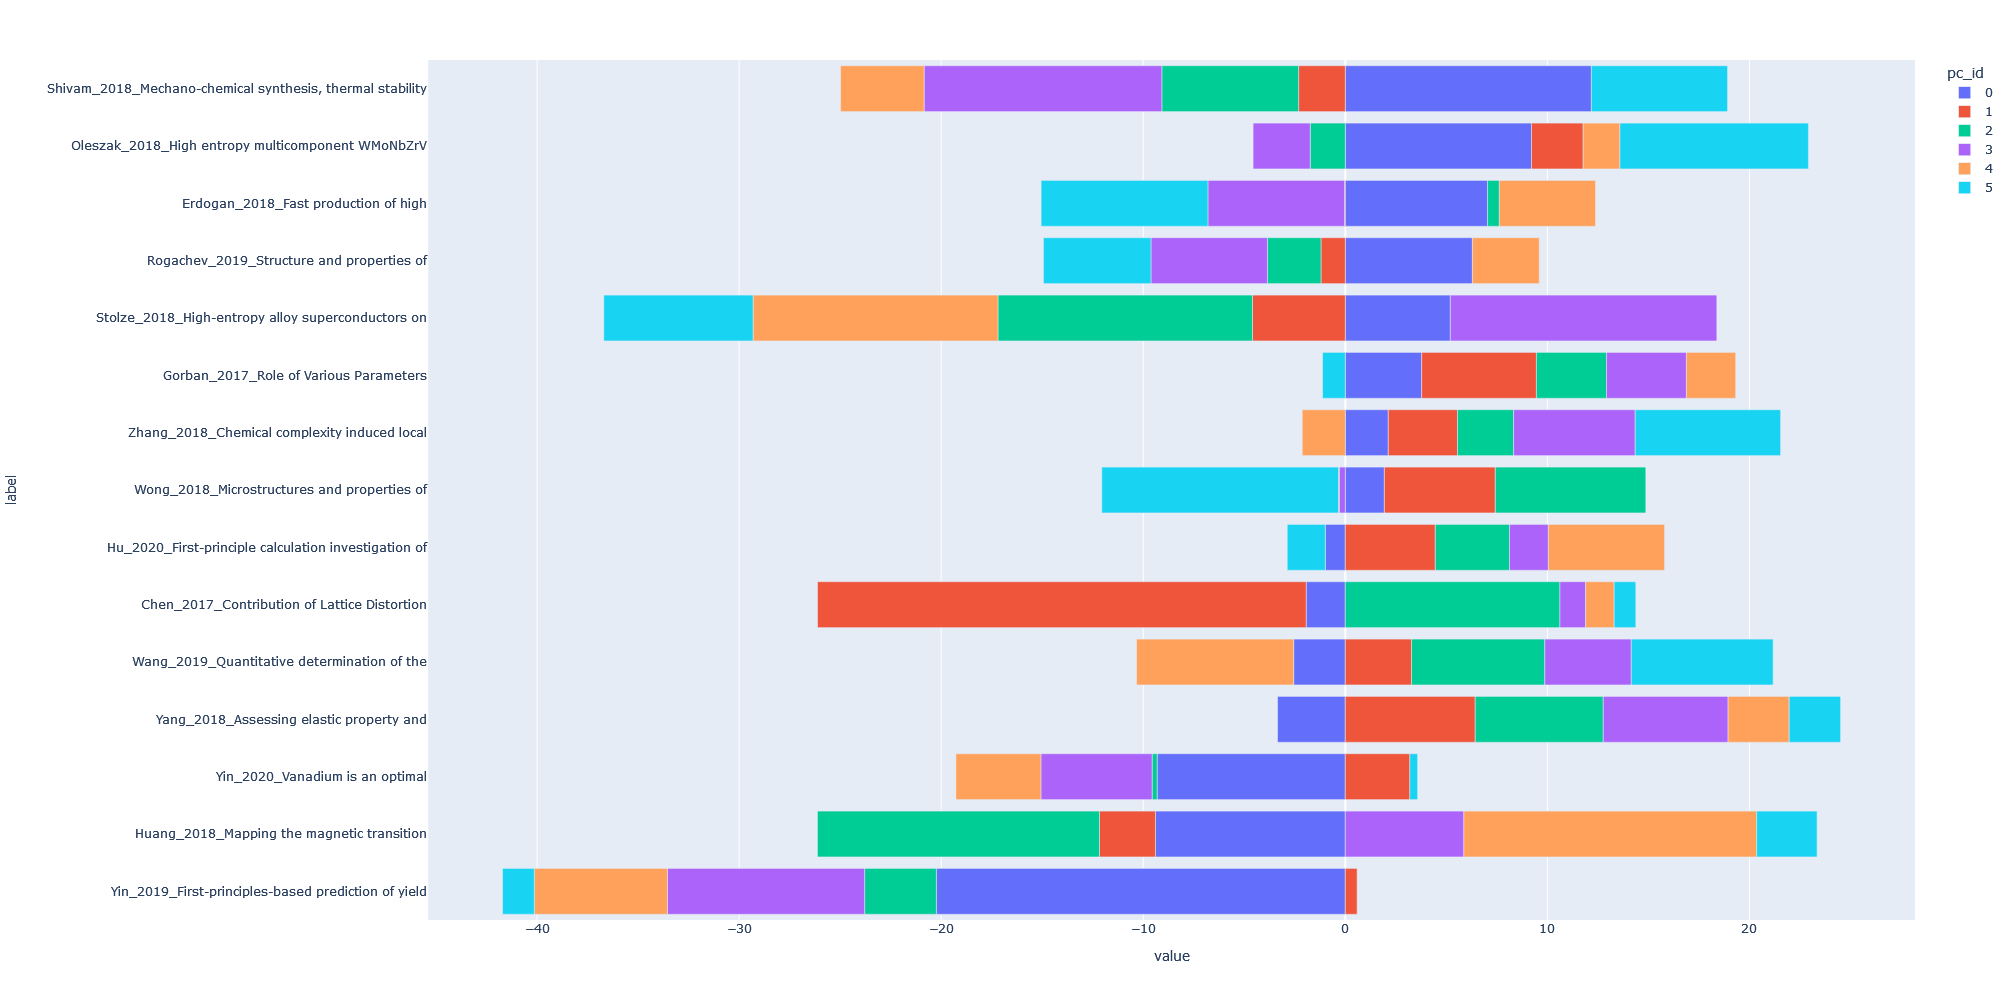 Shivam_2018_Mechano-chemical synthesis, thermal stability
Oleszak_2018_High entropy multicomponent WMoNbZrV
Erdogan_2018_Fast production of high
Rogachev_2019_Structure and properties of
Stolze_2018_High-entropy alloy superconductors on
Gorban_2017_Role of Various Parameters
Zhang_2018_Chemical complexity induced local
Wong_2018_Microstructures and properties of
Hu_2020_First-principle calculation investigation of
Chen_2017_Contribution of Lattice Distortion
Wang_2019_Quantitative determination of the
Yang_2018_Assessing elastic property and
Yin_2020_Vanadium is an optimal
Huang_2018_Mapping the magnetic transition
Yin_2019_First-principles-based prediction of yield
label
−40 −30 −20 −10 0 10 20
value
pc_id
0
1
2
3
4
5